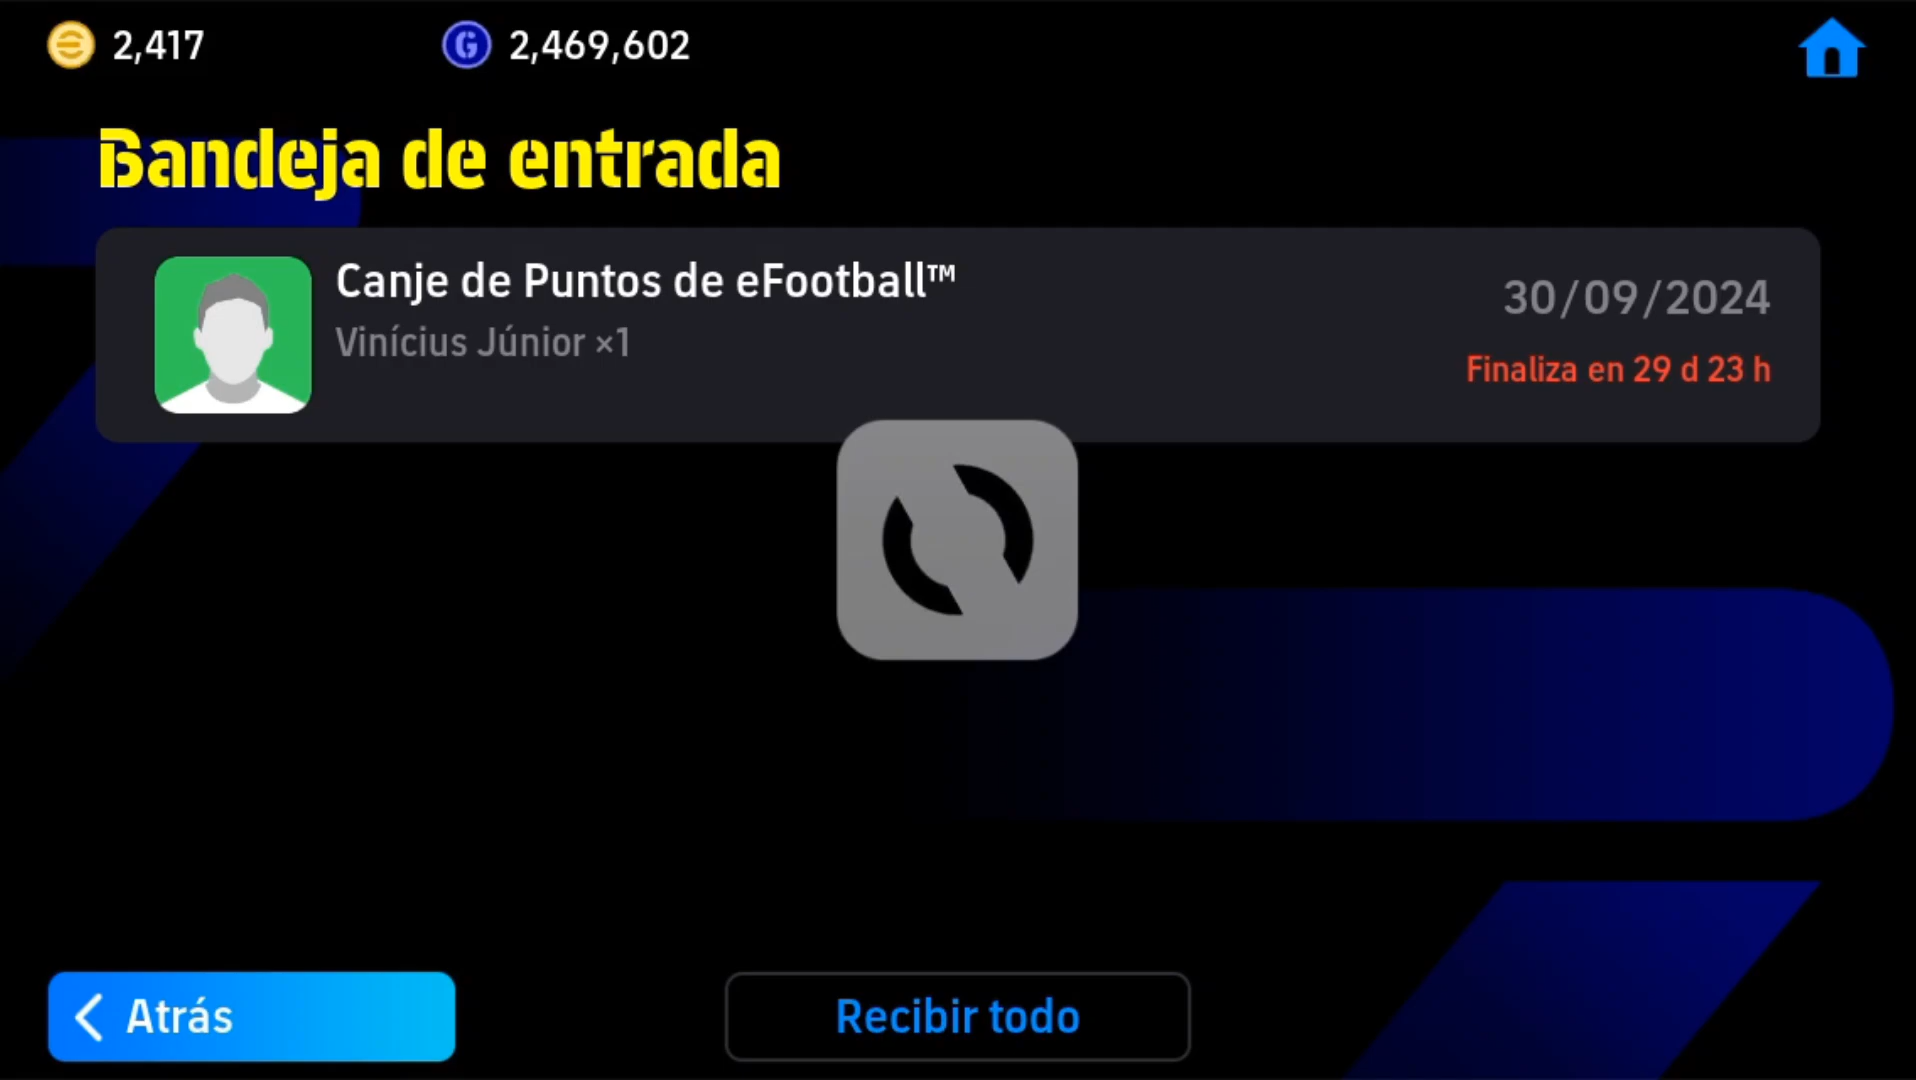 2,417
2,469,602
Bandeja de entrada
Canje de Puntos de eFootball™
Vinícius Júnior ×1
30/09/2024
Finaliza en 29 d 23 h
Atrás
Recibir todo